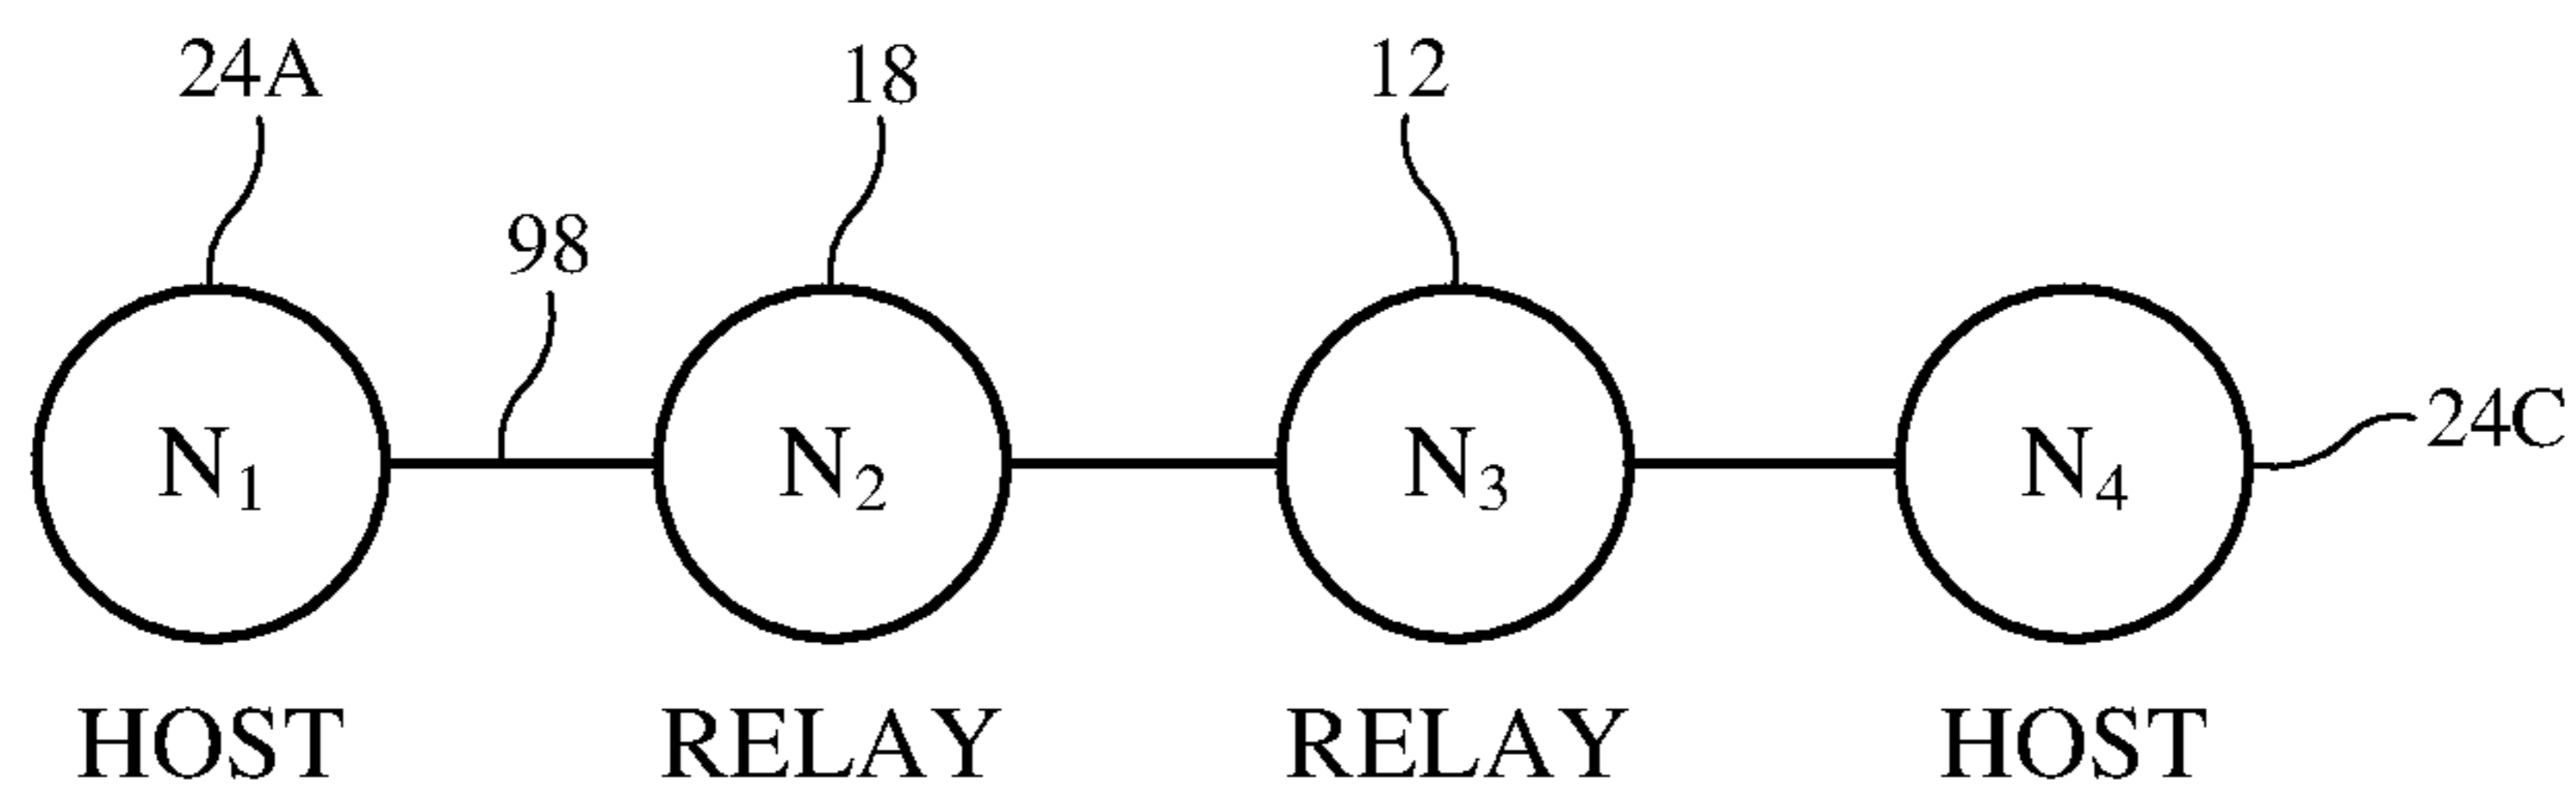 24A 18 12
98
N₁ N₂ N₃ N₄
24C
HOST RELAY RELAY HOST